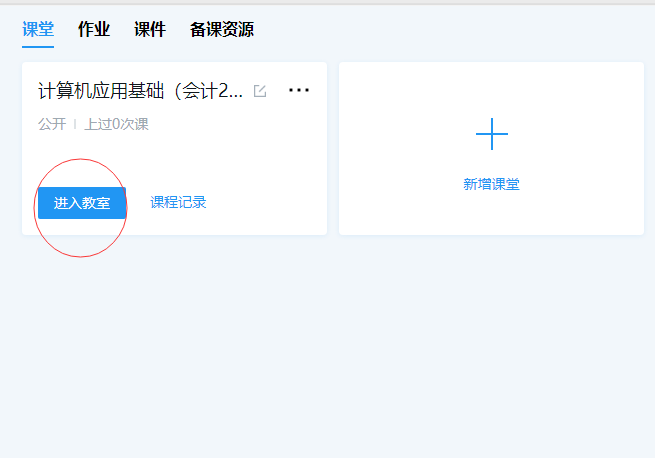 课堂 作业 课件 备课资源
计算机应用基础（会计2...
公开 | 上过0次课
进入教室 课程记录
新增课堂